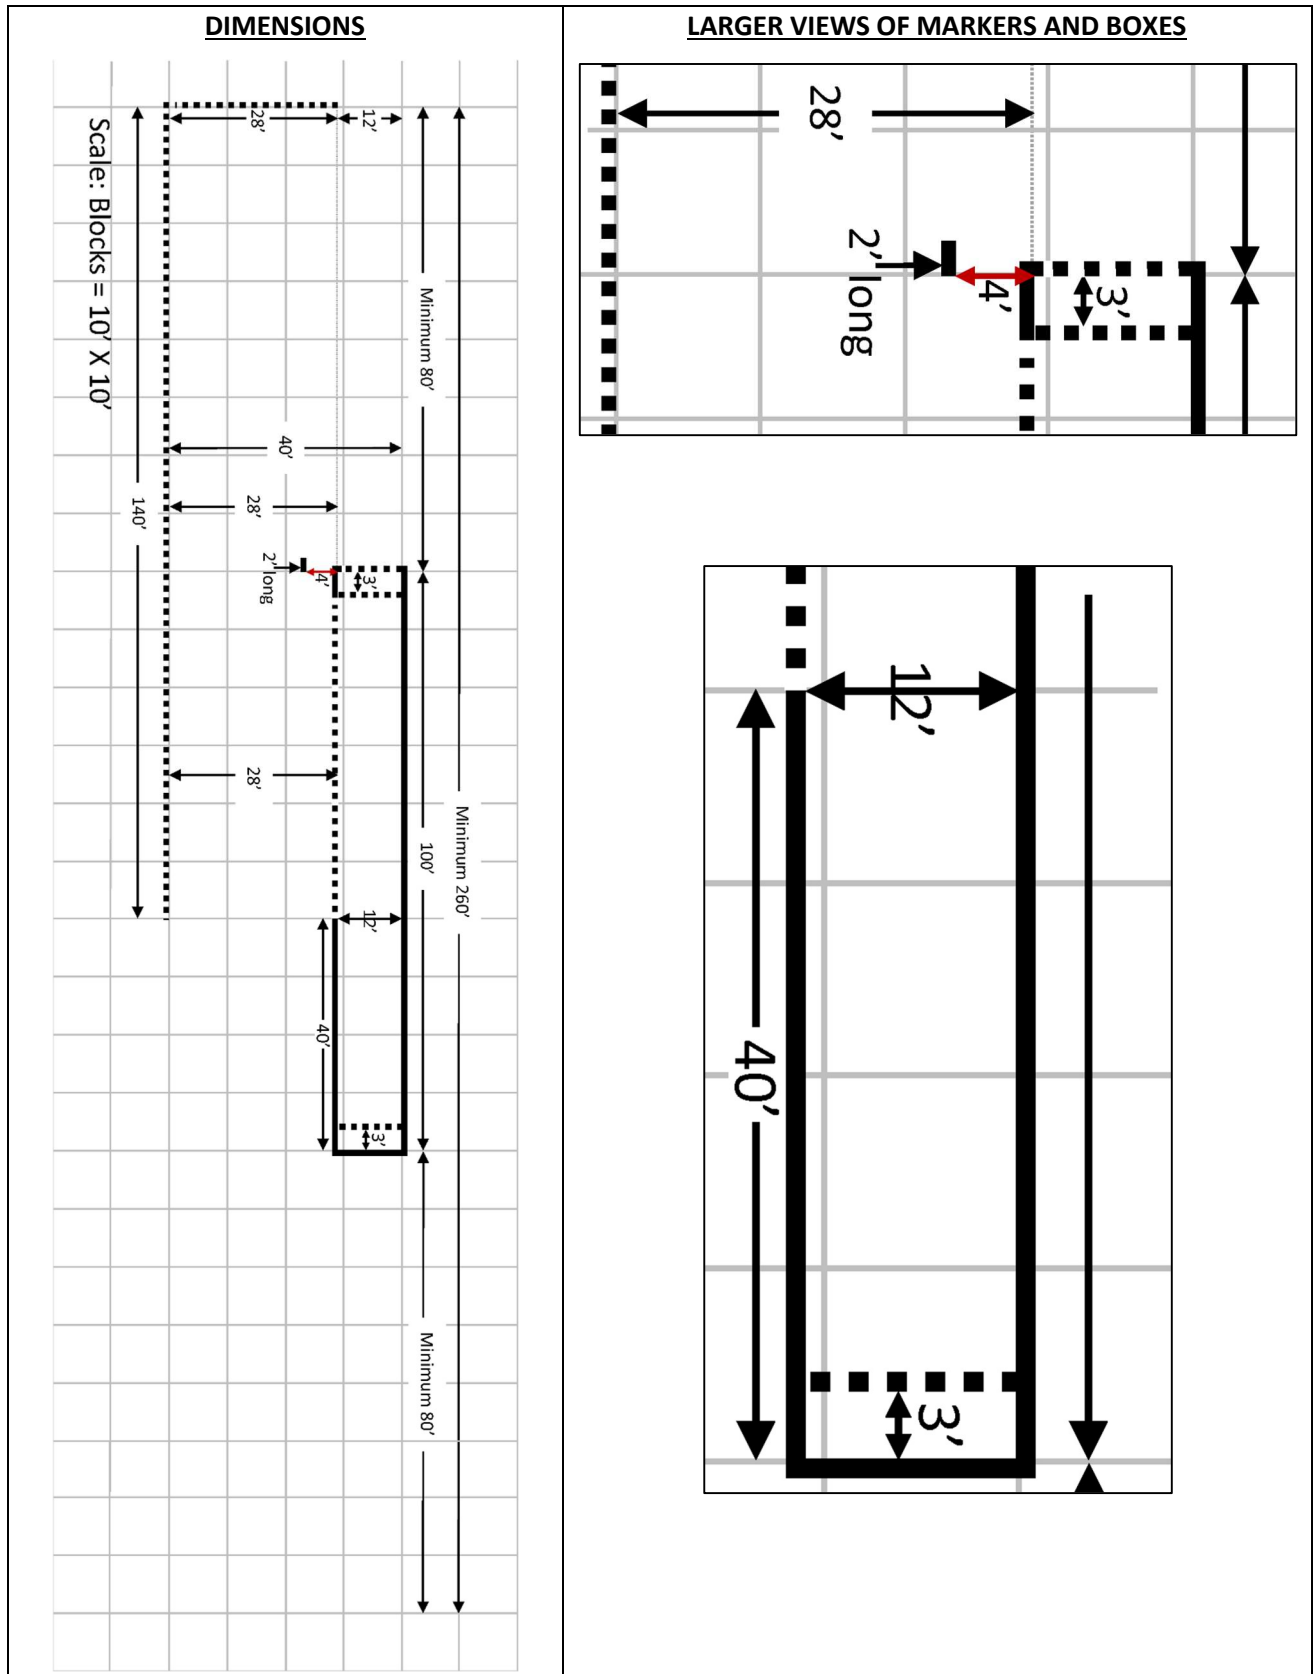 DIMENSIONS
28’
12’
Scale: Blocks = 10’ X 10’
Minimum 80’
40’
28’
140’
2’ long
4’
3’
28’
Minimum 260’
100’
12’
40’
3’
Minimum 80’
LARGER VIEWS OF MARKERS AND BOXES
28’
2’ long
4’
3’
12’
40’
3’